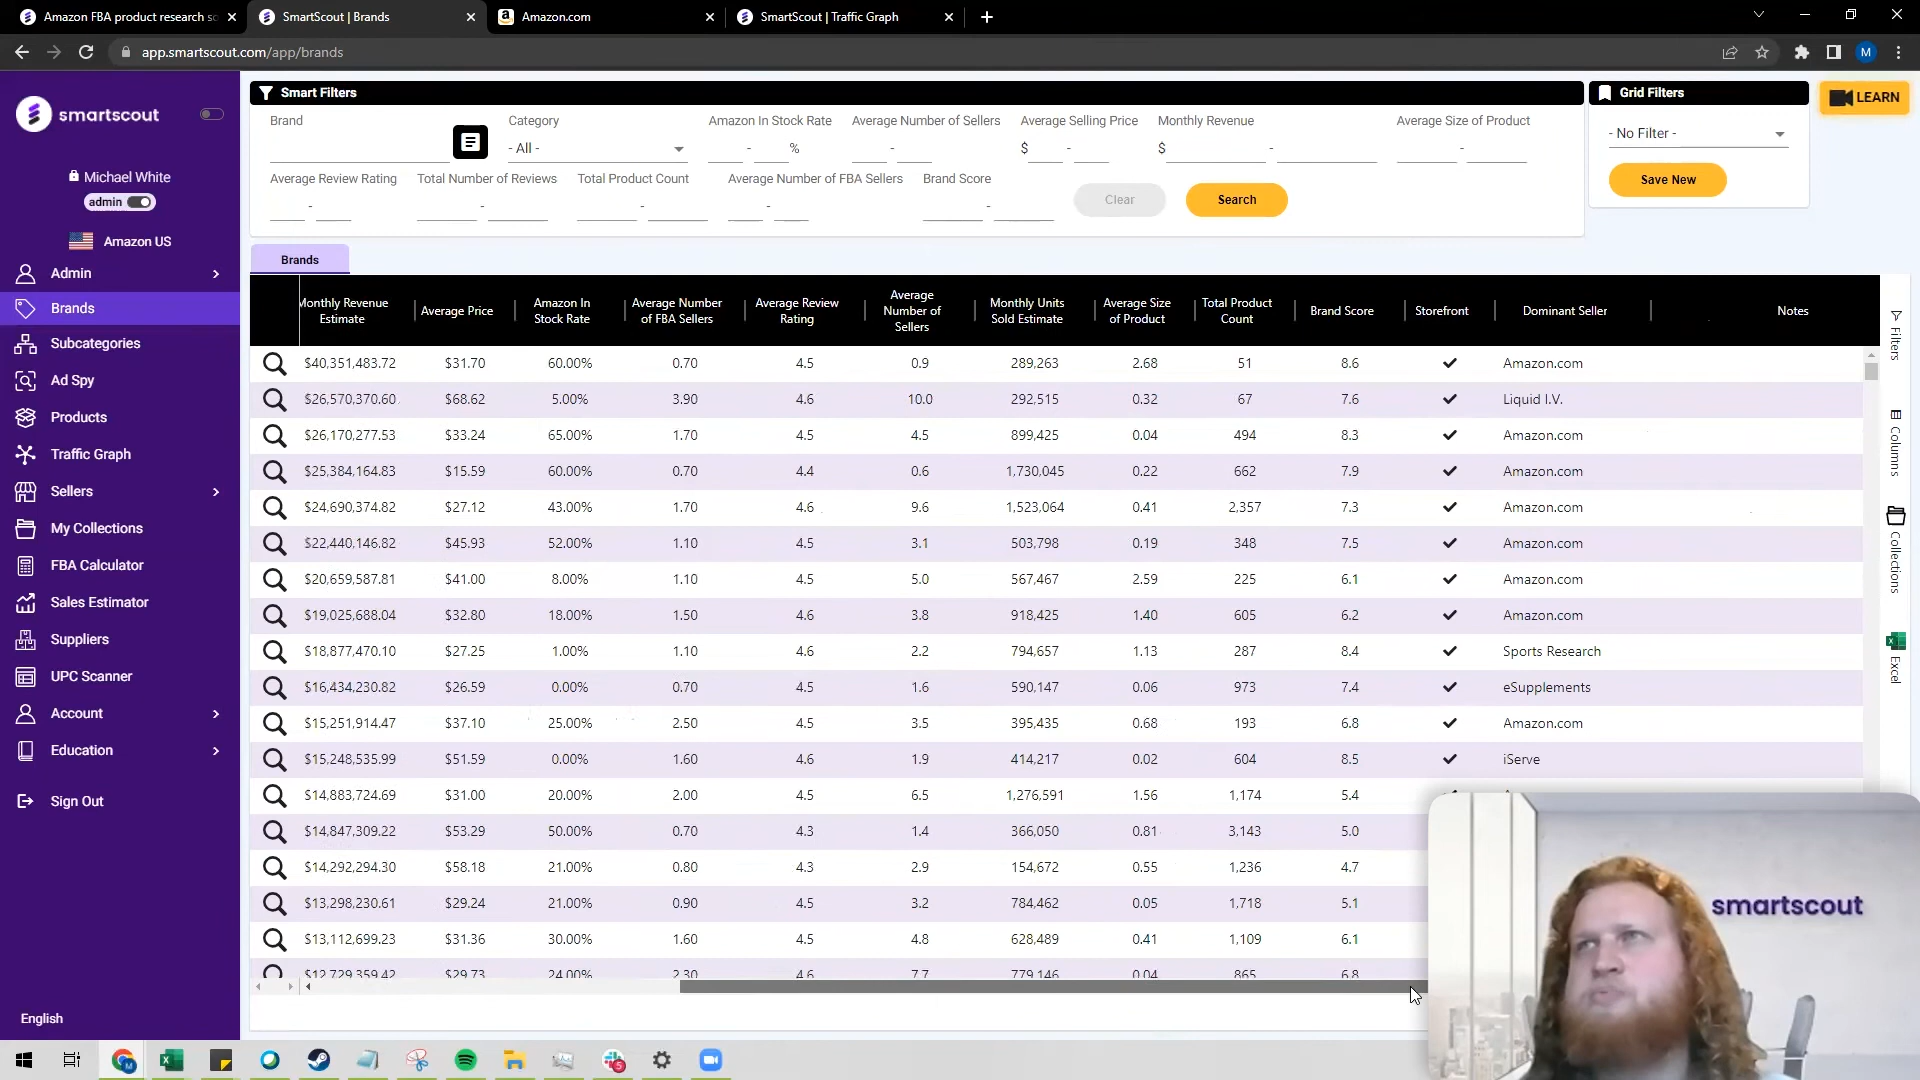 Amazon FBA product research so
SmartScout | Brands
Amazon.com
SmartScout | Traffic Graph
app.smartscout.com/app/brands
M
smartscout
Michael White
admin
Amazon US
Admin
Brands
Subcategories
Ad Spy
Products
Traffic Graph
Sellers
My Collections
FBA Calculator
Sales Estimator
Suppliers
UPC Scanner
Account
Education
Sign Out
English
Smart Filters
Brand
Category
- All -
Amazon In Stock Rate
- %
Average Number of Sellers
-
Average Selling Price
$ -
Monthly Revenue
$ -
Average Size of Product
-
Average Review Rating
-
Total Number of Reviews
-
Total Product Count
-
Average Number of FBA Sellers
-
Brand Score
-
Clear
Search
Grid Filters
- No Filter -
Save New
LEARN
Brands
Monthly Revenue Estimate Average Price Amazon In Stock Rate Average Number of FBA Sellers Average Review Rating Average Number of Sellers Monthly Units Sold Estimate Average Size of Product Total Product Count Brand Score Storefront Dominant Seller Notes
$40,351,483.72 $31.70 60.00% 0.70 4.5 0.9 289,263 2.68 51 8.6 ✔ Amazon.com
$26,570,370.60 $68.62 5.00% 3.90 4.6 10.0 292,515 0.32 67 7.6 ✔ Liquid I.V.
$26,170,277.53 $33.24 65.00% 1.70 4.5 4.5 899,425 0.04 494 8.3 ✔ Amazon.com
$25,384,164.83 $15.59 60.00% 0.70 4.4 0.6 1,730,045 0.22 662 7.9 ✔ Amazon.com
$24,690,374.82 $27.12 43.00% 1.70 4.6 9.6 1,523,064 0.41 2,357 7.3 ✔ Amazon.com
$22,440,146.82 $45.93 52.00% 1.10 4.5 3.1 503,798 0.19 348 7.5 ✔ Amazon.com
$20,659,587.81 $41.00 8.00% 1.10 4.5 5.0 567,467 2.59 225 6.1 ✔ Amazon.com
$19,025,688.04 $32.80 18.00% 1.50 4.6 3.8 918,425 1.40 605 6.2 ✔ Amazon.com
$18,877,470.10 $27.25 1.00% 1.10 4.6 2.2 794,657 1.13 287 8.4 ✔ Sports Research
$16,434,230.82 $26.59 0.00% 0.70 4.5 1.6 590,147 0.06 973 7.4 ✔ eSupplements
$15,251,914.47 $37.10 25.00% 2.50 4.5 3.5 395,435 0.68 193 6.8 ✔ Amazon.com
$15,248,535.99 $51.59 0.00% 1.60 4.6 1.9 414,217 0.02 604 8.5 ✔ iServe
$14,883,724.69 $31.00 20.00% 2.00 4.5 6.5 1,276,591 1.56 1,174 5.4
$14,847,309.22 $53.29 50.00% 0.70 4.3 1.4 366,050 0.81 3,143 5.0
$14,292,294.30 $58.18 21.00% 0.80 4.3 2.9 154,672 0.55 1,236 4.7
$13,298,230.61 $29.24 21.00% 0.90 4.5 3.2 784,462 0.05 1,718 5.1
$13,112,699.23 $31.36 30.00% 1.60 4.5 4.8 628,489 0.41 1,109 6.1
$12,729,359.42 $29.73 24.00% 2.30 4.6 7.7 779,146 0.04 865 6.8
Filters
Columns
Collections
Excel
smartscout
5